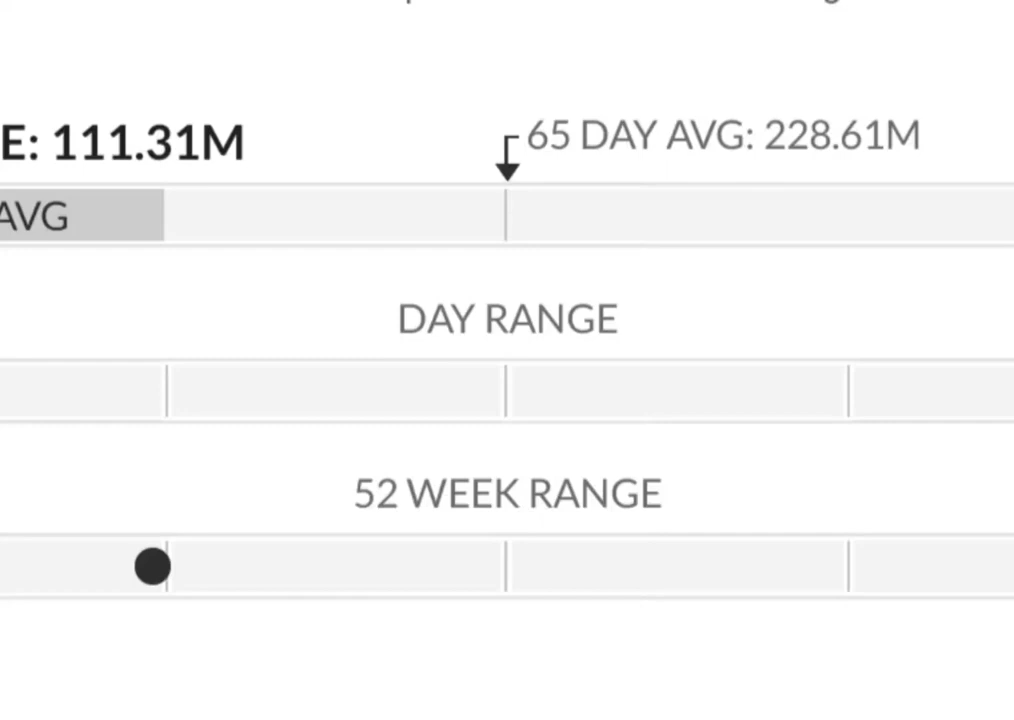 E: 111.31M
65 DAY AVG: 228.61M
AVG
DAY RANGE
52 WEEK RANGE